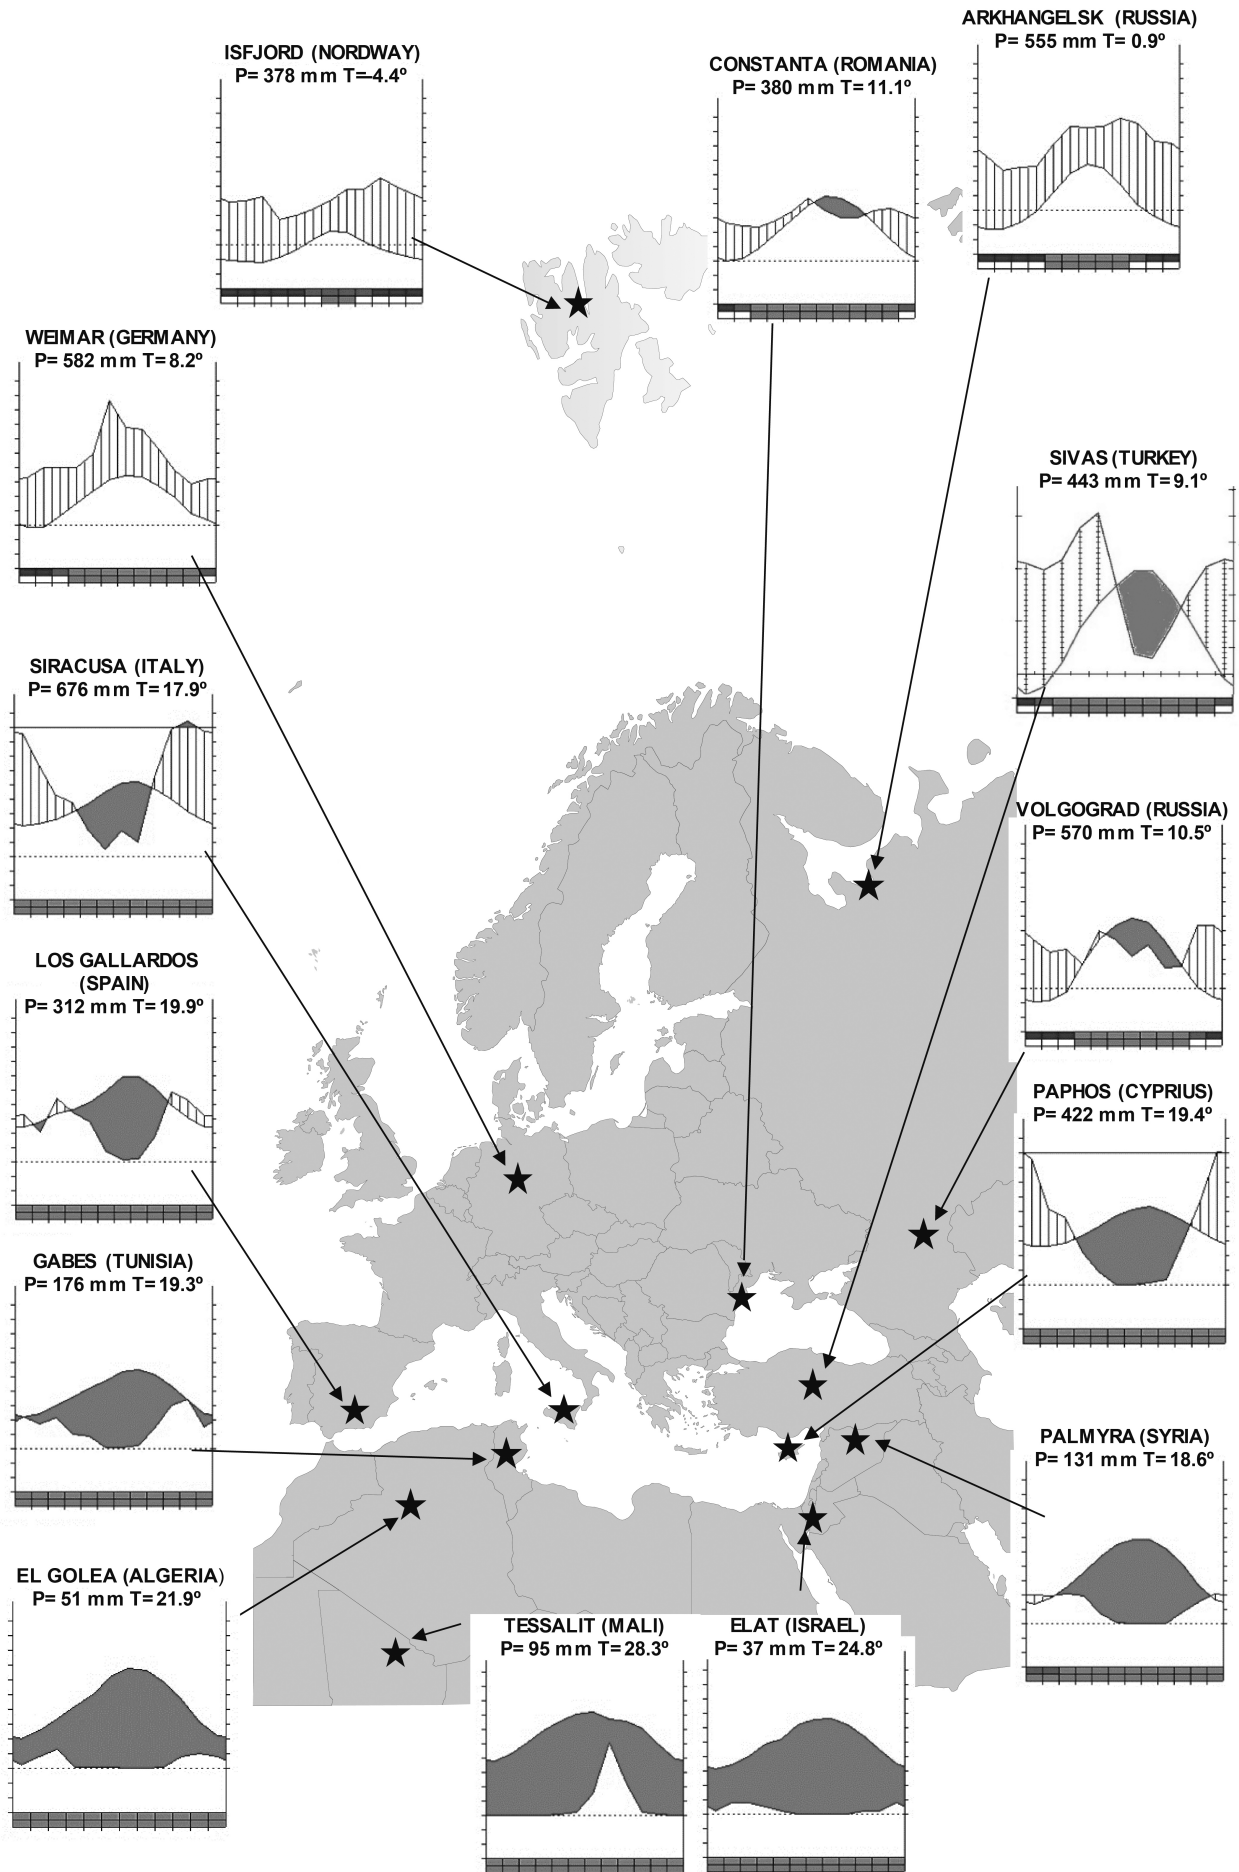 ARKHANGELSK (RUSSIA)
P= 555 mm T= 0.9º
ISFJORD (NORDWAY)
P= 378 mm T=-4.4º
CONSTANTA (ROMANIA)
P= 380 mm T=11.1º
WEIMAR (GERMANY)
P= 582 mm T=8.2º
SIVAS (TURKEY)
P= 443 mm T=9.1º
SIRACUSA (ITALY)
P= 676 mm T=17.9º
VOLGOGRAD (RUSSIA)
P= 570 mm T=10.5º
LOS GALLARDOS
(SPAIN)
P= 312 mm T=19.9º
PAPHOS (CYPRIUS)
P= 422 mm T=19.4º
GABES (TUNISIA)
P= 176 mm T=19.3º
PALMYRA (SYRIA)
P= 131 mm T=18.6º
EL GOLEA (ALGERIA)
P= 51 mm T=21.9º
TESSALIT (MALI)
P= 95 mm T=28.3º
ELAT (ISRAEL)
P= 37 mm T=24.8º